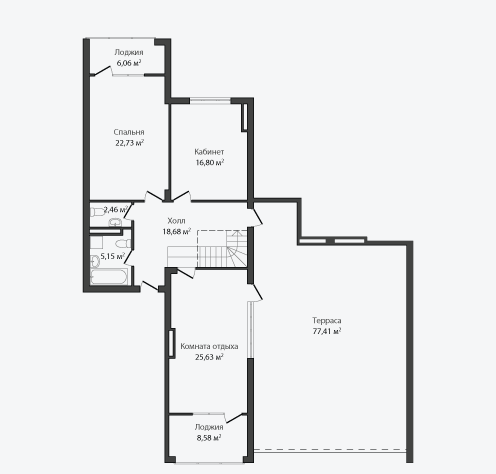 Лоджия
6,06 м²
Спальня
22,73 м²
Кабинет
16,80 м²
2,46 м²
Холл
18,68 м²
5,15 м²
Терраса
77,41 м²
Комната отдыха
25,63 м²
Лоджия
8,58 м²